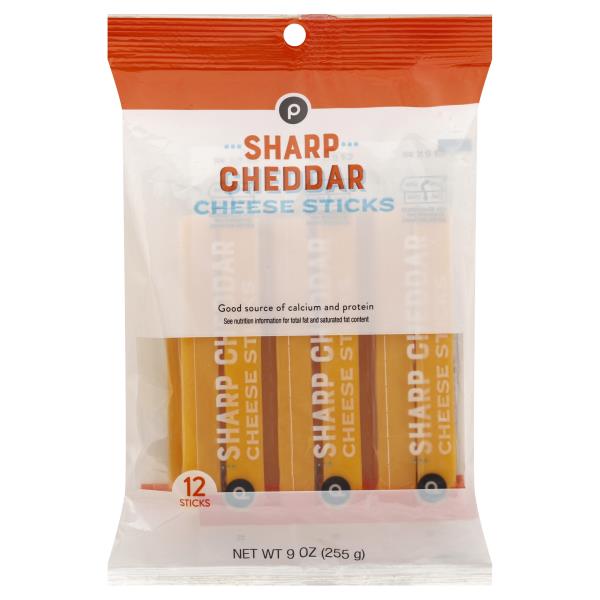 P
SHARP
CHEDDAR
CHEESE STICKS
Good source of calcium and protein
See nutrition information for total fat and saturated fat content
SHARP CHEDDAR
CHEESE STICKS
SHARP CHEDDAR
CHEESE STICKS
SHARP CHEDDAR
CHEESE STICKS
P
P
P
12
STICKS
NET WT 9 OZ (255 g)